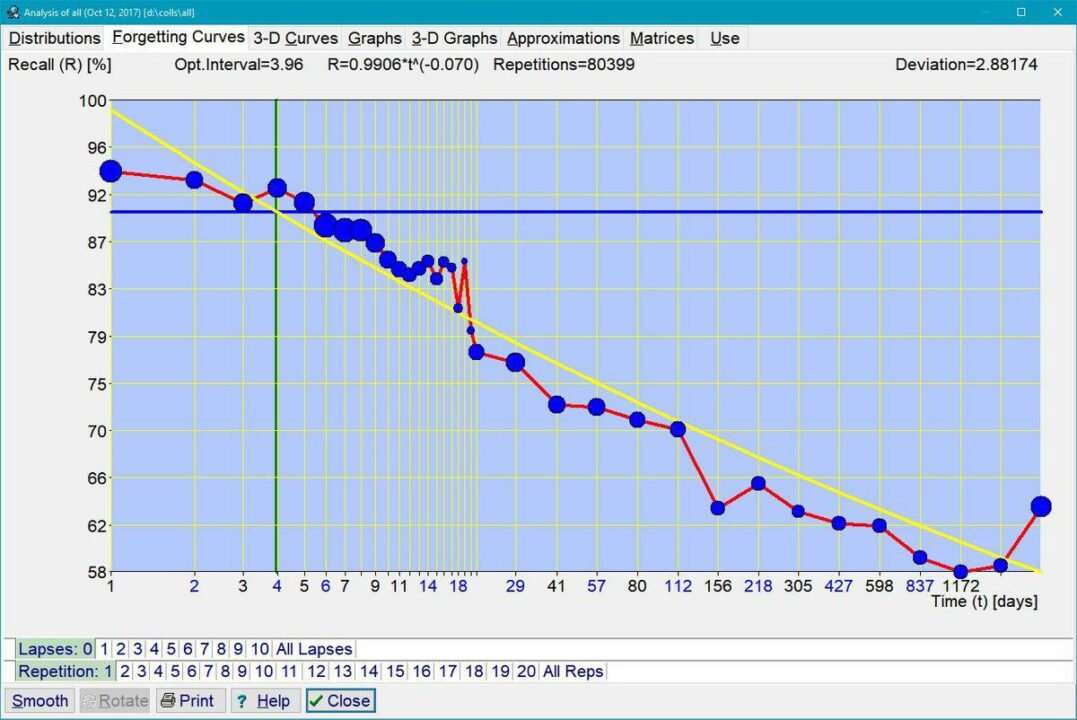 Analysis of all (Oct 12, 2017) [d:\colls\all]
Distributions Forgetting Curves 3-D Curves Graphs 3-D Graphs Approximations Matrices Use
Recall (R) [%] Opt.Interval=3.96 R=0.9906*t^(-0.070) Repetitions=80399 Deviation=2.88174
100
96
92
87
83
79
75
70
66
62
58
1 2 3 4 5 6 7 9 11 14 18 29 41 57 80 112 156 218 305 427 598 837 1172
Time (t) [days]
Lapses: 0 1 2 3 4 5 6 7 8 9 10 All Lapses
Repetition: 1 2 3 4 5 6 7 8 9 10 11 12 13 14 15 16 17 18 19 20 All Reps
Smooth Rotate Print ? Help Close